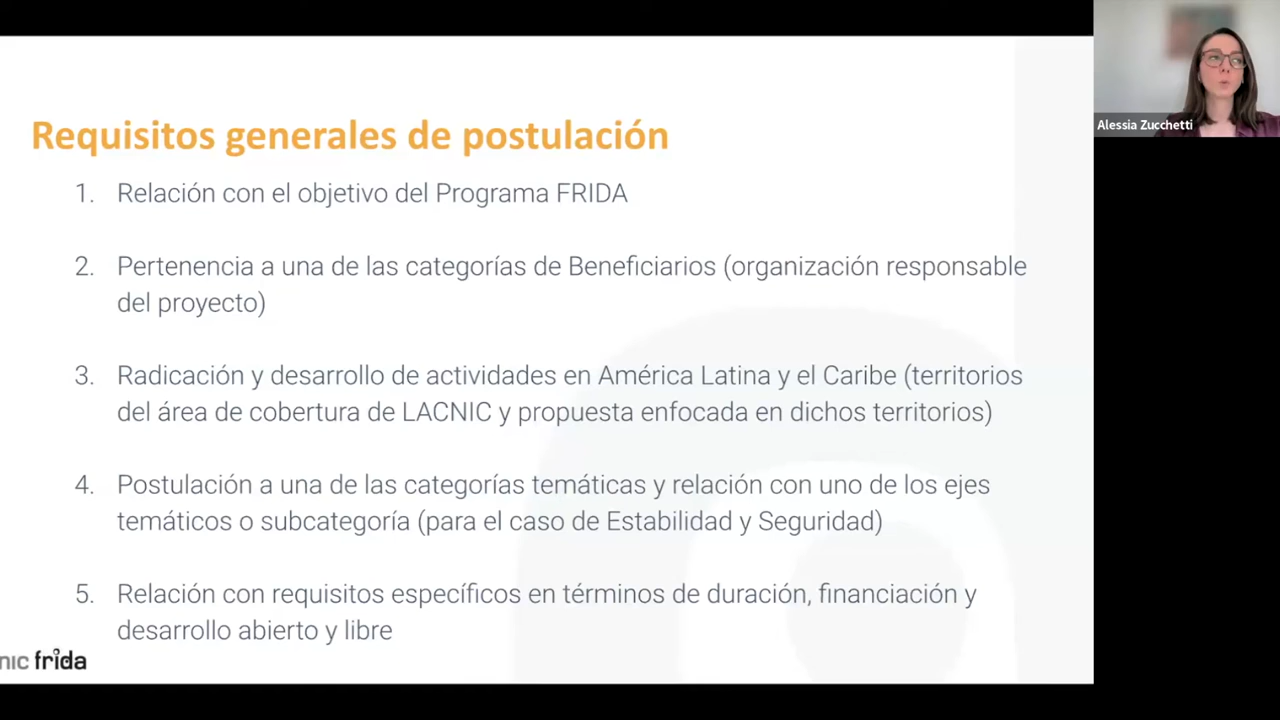 Requisitos generales de postulación
1. Relación con el objetivo del Programa FRIDA
2. Pertenencia a una de las categorías de Beneficiarios (organización responsable
del proyecto)
3. Radicación y desarrollo de actividades en América Latina y el Caribe (territorios
del área de cobertura de LACNIC y propuesta enfocada en dichos territorios)
4. Postulación a una de las categorías temáticas y relación con uno de los ejes
temáticos o subcategoría (para el caso de Estabilidad y Seguridad)
5. Relación con requisitos específicos en términos de duración, financiación y
desarrollo abierto y libre
nic frida
Alessia Zucchetti